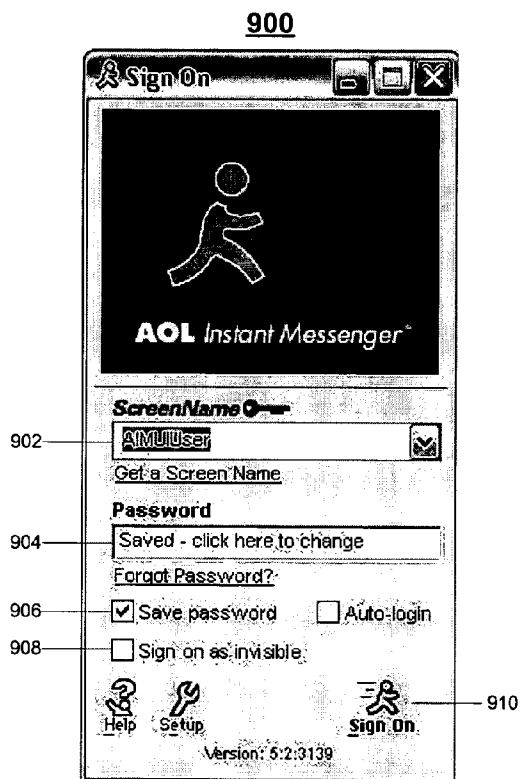 900
Sign On
AOL Instant Messenger™
ScreenName
902
AIMUIUser
Get a Screen Name
Password
904
Saved - click here to change
Forgot Password?
906
Save password
Auto-login
908
Sign on as invisible
Help
Setup
Sign On
910
Version: 5:2:3139